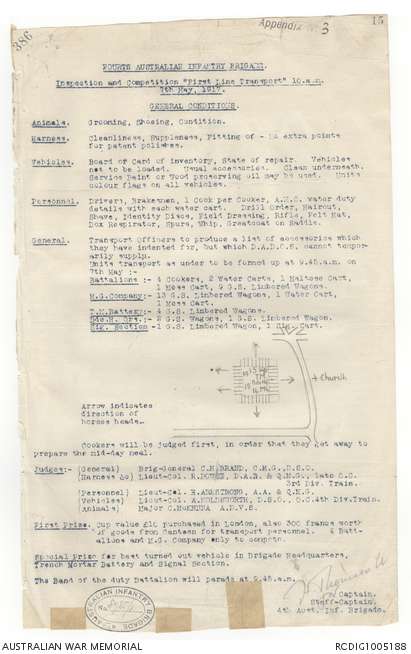 Appendix No 3
15
386
FOURTH AUSTRALIAN INFANTRY BRIGADE.
Inspection and Competition "First Line Transport" 10.a.m.
7th May, 1917.
GENERAL CONDITIONS.
Animals. Grooming, Shoeing, Condition.
Harness. Cleanliness, Suppleness, Fitting of - No extra points
for patent polishes.
Vehicles. Board or Card of inventory, State of repair. Vehicles
not to be loaded. Usual accessories. Clean underneath.
Service Paint or Wood preserving oil may be used. Units
colour flags on all vehicles.
Personnel. Drivers, Brakesmen, 1 Cook per Cooker, A.M.C. water duty
details with each water cart. Drill Order, Haircut,
Shave, Identity Discs, Field Dressing, Rifle, Felt Hat,
Box Respirator, Spurs, Whip, Greatcoat on Saddle.
General. Transport Officers to produce a list of accessories which
they have indented for, but which D.A.D.O.S. cannot temporarily
supply.
Units transport as under to be formed up at 9.45.a.m. on
7th May :-
Battalions :- 4 Cookers, 2 Water Carts, 1 Maltese Cart,
1 Mess Cart, 9 G.S. Limbered Wagons.
M.G.Company:- 13 G.S. Limbered Wagons, 1 Water Cart,
1 Mess Cart.
T.M.Battery:- 4 G.S. Limbered Wagons.
Bde.H. Qrs.:- 2 G.S. Wagons, 1 G.S. Limbered Wagon.
Sig. Section -1 G.S. Limbered Wagon, 1 Sig. Cart.
Church
Arrow indicates
direction of
horses heads.
Cookers will be judged first, in order that they get away to
prepare the mid-day meal.
Judges:- (General) Brig-General C.H.BRAND, C.M.G., D.S.O.
3rd Div. Train.
(Personnel) Lieut-Col. R.ARMSTRONG, A.A. & Q.M.G.
(Vehicles) Lieut-Col. A.HOLDSWORTH, D.S.O., O.C.4th Div.Train.
(Animals) Major C.McKENNA A.D.V.S.
First Prize. Cup value £10 purchased in London, also 300 francs worth
of goods from Canteen for transport personnel. 4 Battalions
and M.G. Company only to compete.
Special Prize for best turned out vehicle in Brigade Headquarters,
Trench Mortar Battery and Signal Section.
The Band of the duty Battalion will parade at 9.45.a.m.
Captain.
Staff-Captain.
4th Aust. Inf. Brigade.
AUSTRALIAN WAR MEMORIAL
RCDIG1005188